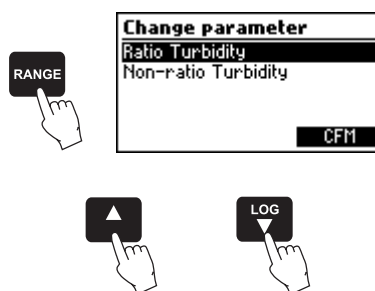 Change parameter
RANGE
Ratio Turbidity
Non-ratio Turbidity
CFM
LOG